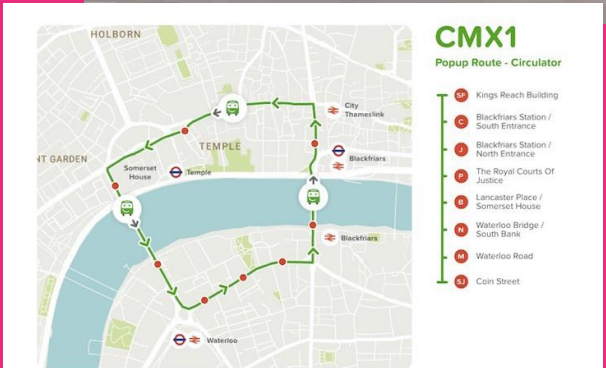 HOLBORN
CMX1
Popup Route - Circulator
City
Thameslink
TEMPLE
NT GARDEN
Somerset
House
Temple
Blackfriars
Blackfriars
Waterloo
SF Kings Reach Building
C Blackfriars Station /
South Entrance
J Blackfriars Station /
North Entrance
P The Royal Courts Of
Justice
B Lancaster Place /
Somerset House
N Waterloo Bridge /
South Bank
M Waterloo Road
SJ Coin Street